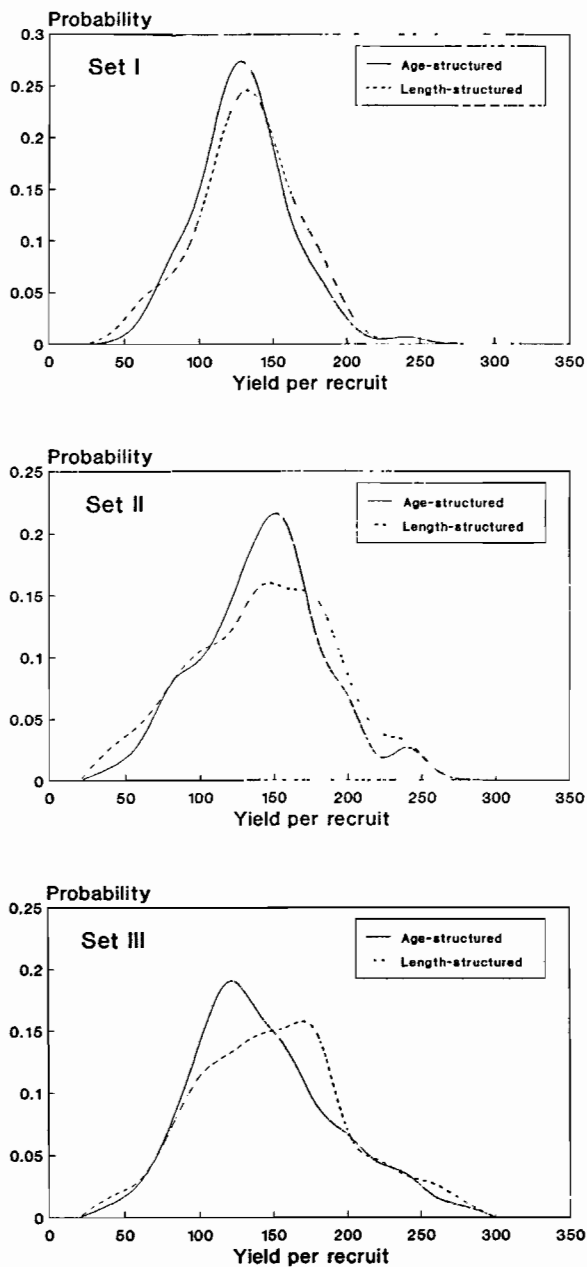 Probability
0.3
Set I
Age-structured
Length-structured
0.25
0.2
0.15
0.1
0.05
0
0 50 100 150 200 250 300 350
Yield per recruit
Probability
0.25
Set II
Age-structured
Length-structured
0.2
0.15
0.1
0.05
0
0 50 100 150 200 250 300 350
Yield per recruit
Probability
0.25
Set III
Age-structured
Length-structured
0.2
0.15
0.1
0.05
0
0 50 100 150 200 250 300 350
Yield per recruit